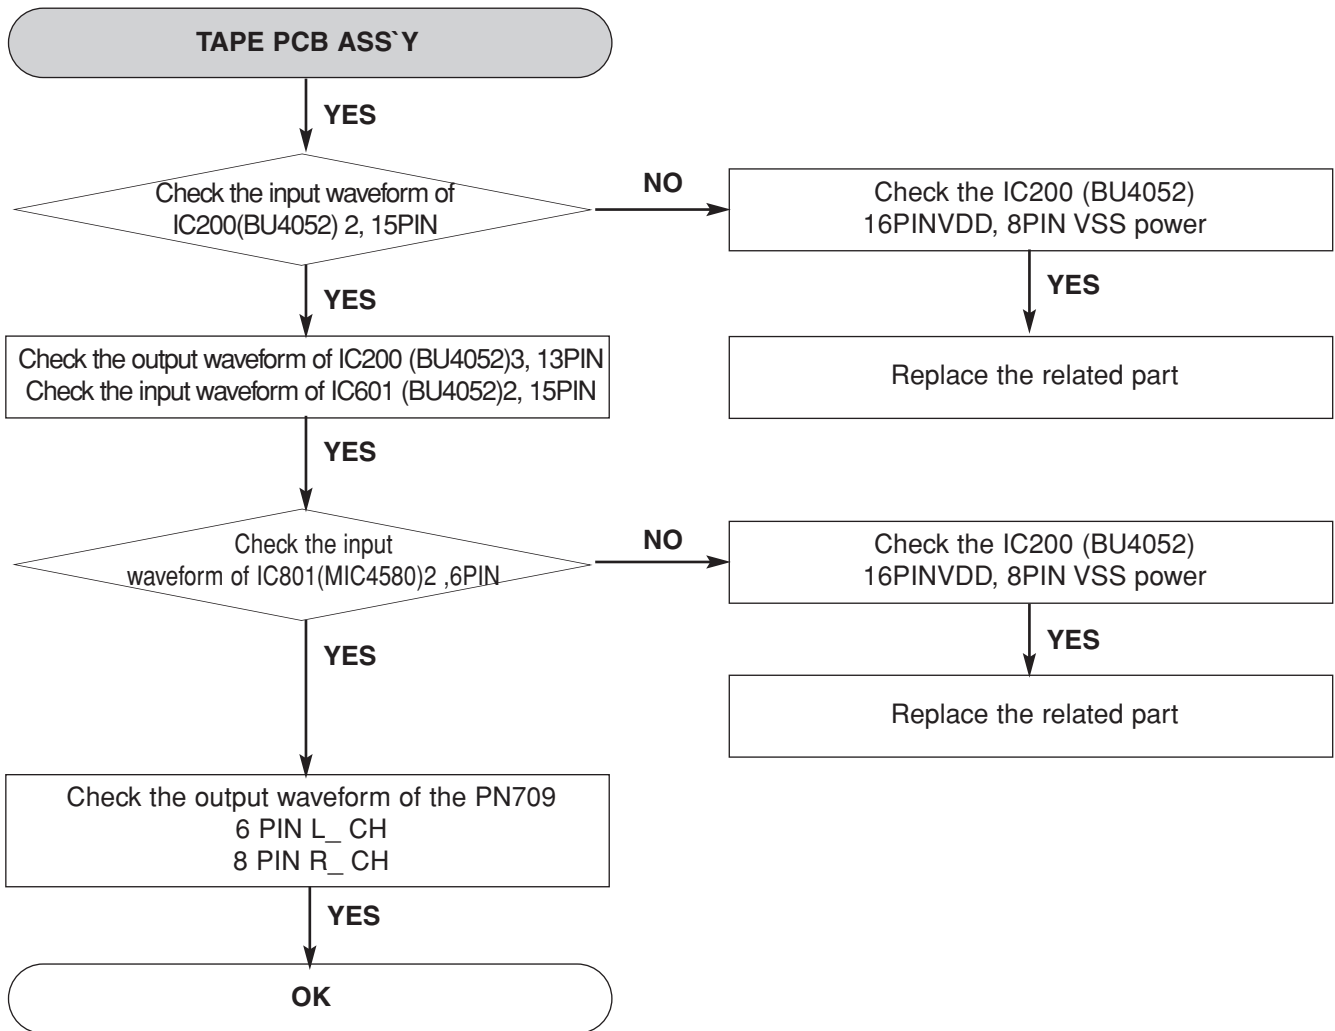 TAPE PCB ASS`Y
YES
Check the input waveform of
IC200(BU4052) 2, 15PIN
NO
Check the IC200 (BU4052)
16PINVDD, 8PIN VSS power
YES
Replace the related part
YES
Check the output waveform of IC200 (BU4052)3, 13PIN
Check the input waveform of IC601 (BU4052)2, 15PIN
YES
Check the input
waveform of IC801(MIC4580)2 ,6PIN
NO
Check the IC200 (BU4052)
16PINVDD, 8PIN VSS power
YES
Replace the related part
YES
Check the output waveform of the PN709
6 PIN L_ CH
8 PIN R_ CH
YES
OK